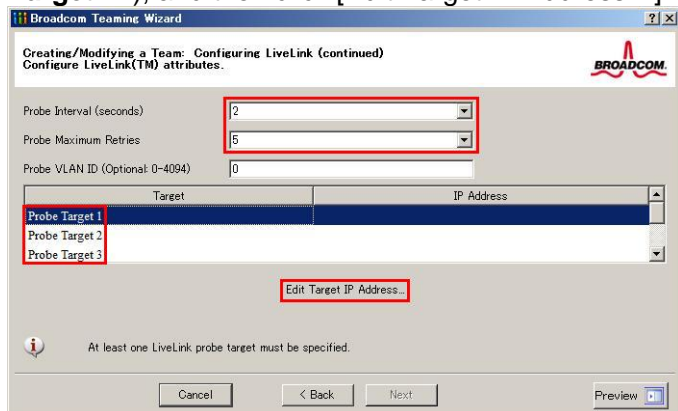 Broadcom Teaming Wizard
Creating/Modifying a Team: Configuring LiveLink (continued)
Configure LiveLink(TM) attributes.
BROADCOM.
Probe Interval (seconds) 2
Probe Maximum Retries 5
Probe VLAN ID (Optional: 0-4094) 0
Target IP Address
Probe Target 1
Probe Target 2
Probe Target 3
Edit Target IP Address...
At least one LiveLink probe target must be specified.
Cancel < Back Next Preview